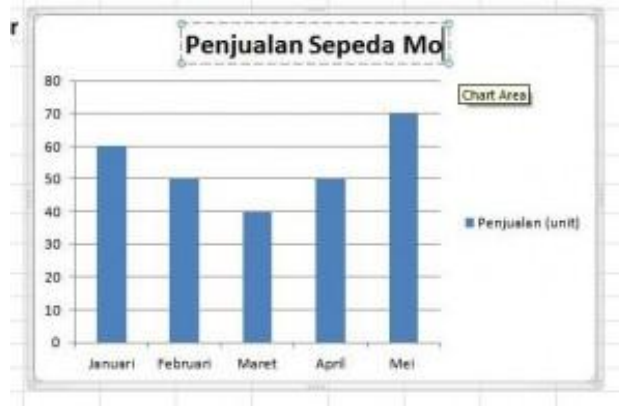 r
Penjualan Sepeda Mo
Chart Area
80
70
60
50
40
30
20
10
0
Penjualan (unit)
Januari Februari Maret April Mei